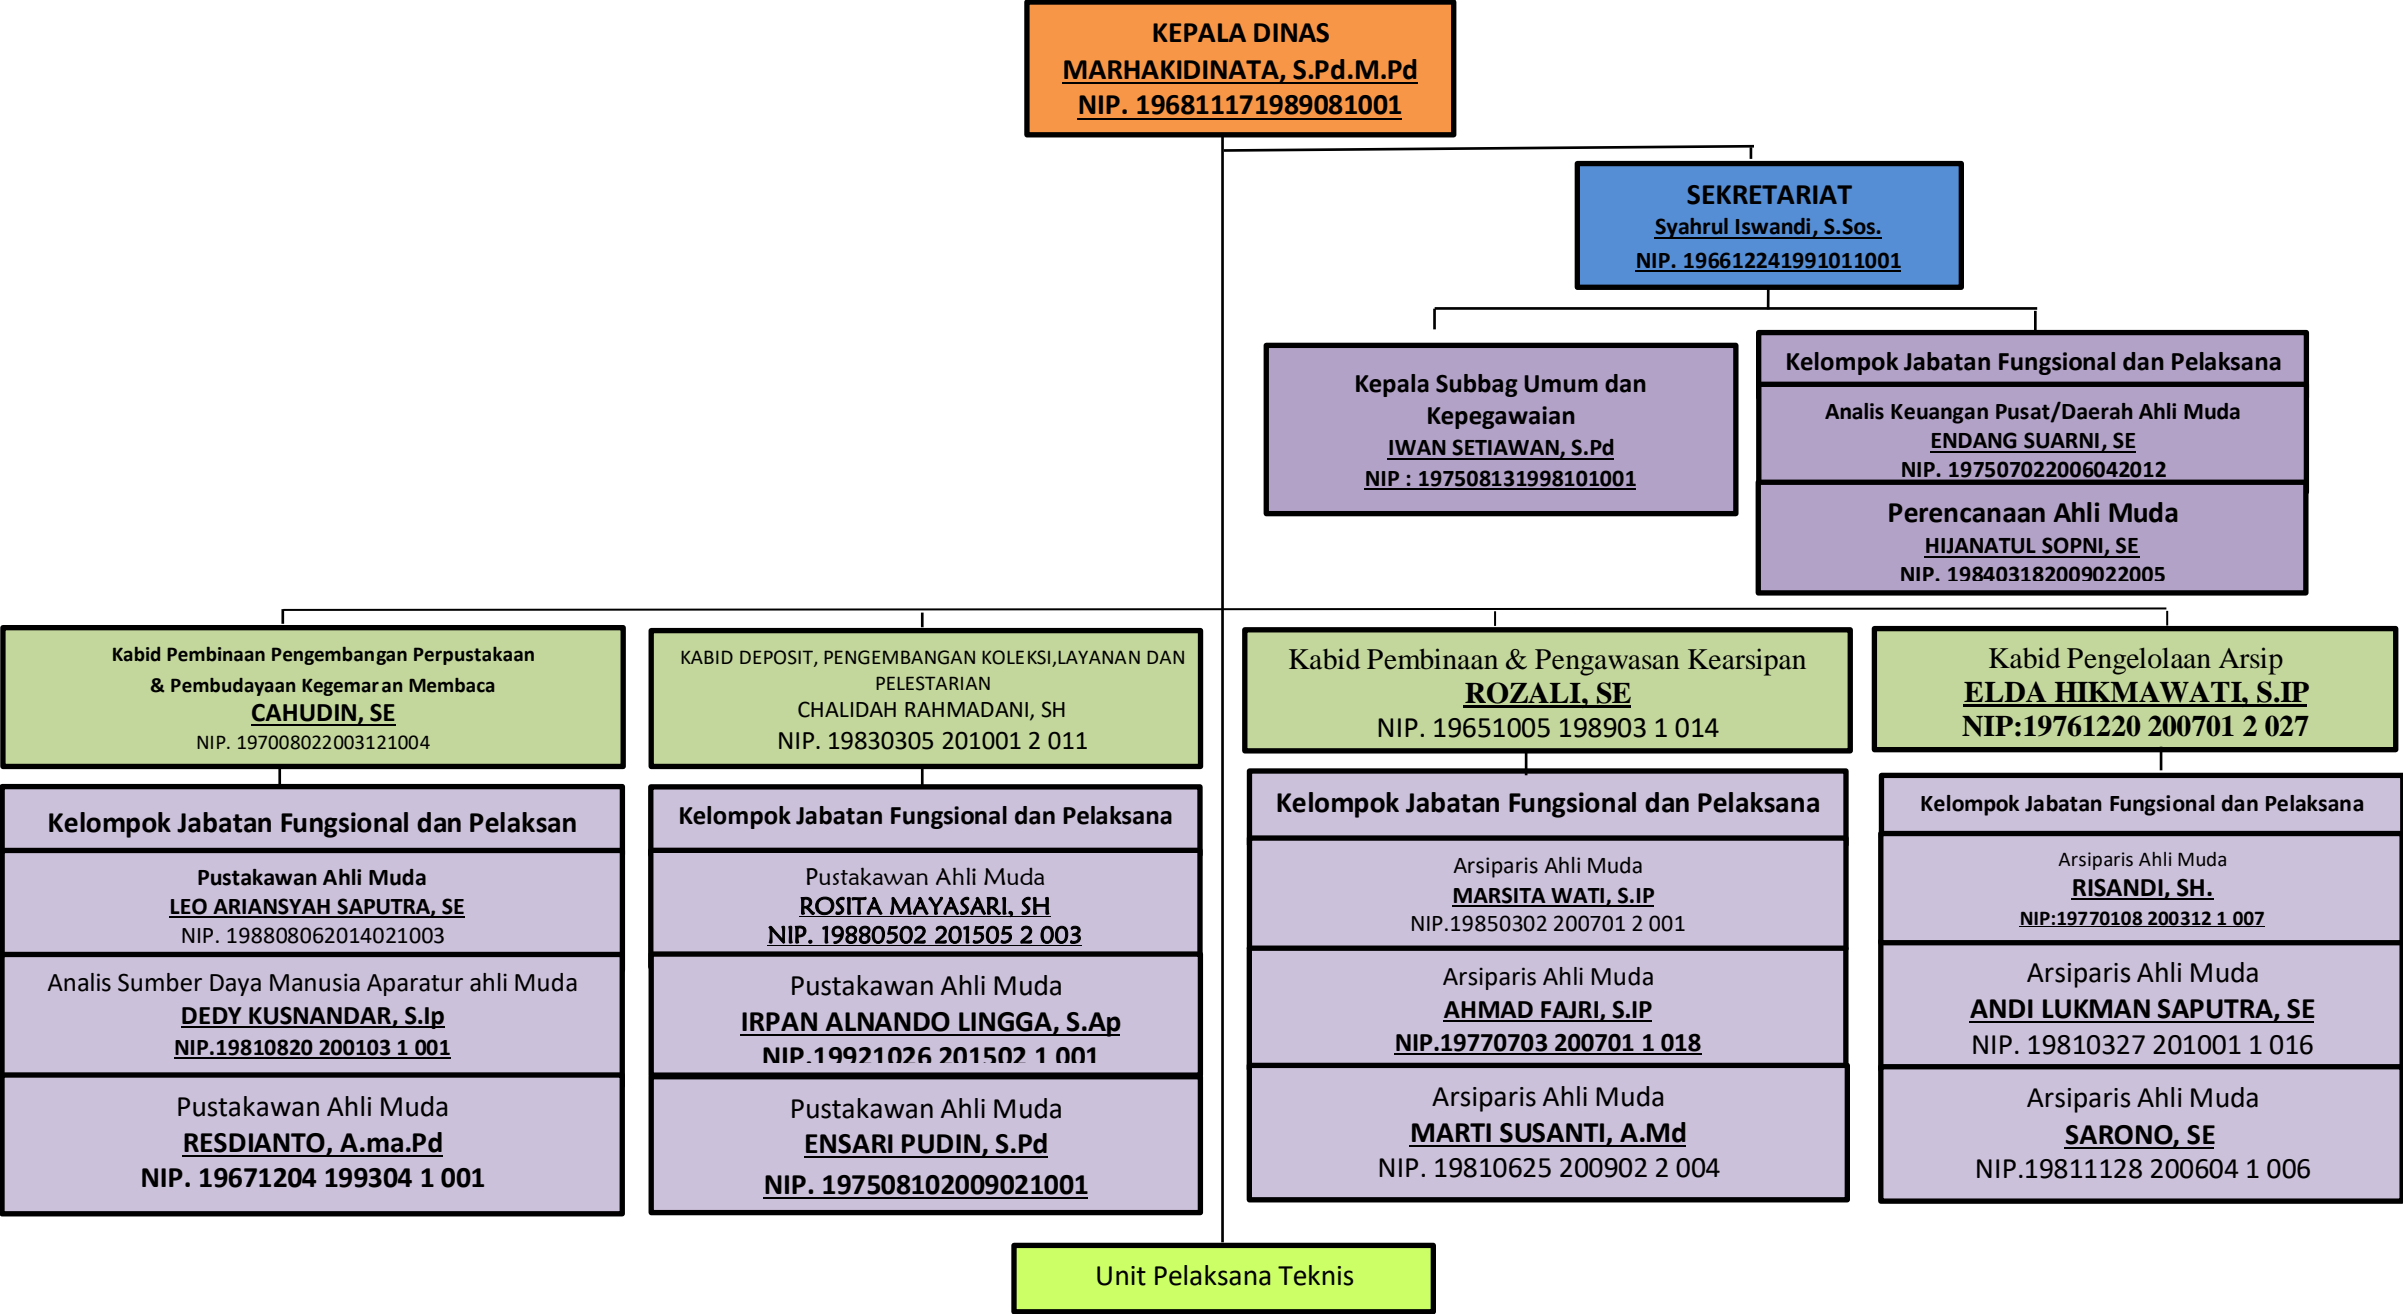 KEPALA DINAS
MARHAKIDINATA, S.Pd.M.Pd
NIP. 196811171989081001
SEKRETARIAT
Syahrul Iswandi, S.Sos.
NIP. 196612241991011001
Kepala Subbag Umum dan
Kepegawaian
IWAN SETIAWAN, S.Pd
NIP : 197508131998101001
Kelompok Jabatan Fungsional dan Pelaksana
Analis Keuangan Pusat/Daerah Ahli Muda
ENDANG SUARNI, SE
NIP. 197507022006042012
Perencanaan Ahli Muda
HIJANATUL SOPNI, SE
NIP. 198403182009022005
Kabid Pembinaan Pengembangan Perpustakaan
& Pembudayaan Kegemaran Membaca
CAHUDIN, SE
NIP. 197008022003121004
Kelompok Jabatan Fungsional dan Pelaksan
Pustakawan Ahli Muda
LEO ARIANSYAH SAPUTRA, SE
NIP. 198808062014021003
Analis Sumber Daya Manusia Aparatur ahli Muda
DEDY KUSNANDAR, S.Ip
NIP.19810820 200103 1 001
Pustakawan Ahli Muda
RESDIANTO, A.ma.Pd
NIP. 19671204 199304 1 001
KABID DEPOSIT, PENGEMBANGAN KOLEKSI,LAYANAN DAN
PELESTARIAN
CHALIDAH RAHMADANI, SH
NIP. 19830305 201001 2 011
Kelompok Jabatan Fungsional dan Pelaksana
Pustakawan Ahli Muda
ROSITA MAYASARI, SH
NIP. 19880502 201505 2 003
Pustakawan Ahli Muda
IRPAN ALNANDO LINGGA, S.Ap
NIP.19921026 201502 1 001
Pustakawan Ahli Muda
ENSARI PUDIN, S.Pd
NIP. 197508102009021001
Kabid Pembinaan & Pengawasan Kearsipan
ROZALI, SE
NIP. 19651005 198903 1 014
Kelompok Jabatan Fungsional dan Pelaksana
Arsiparis Ahli Muda
MARSITA WATI, S.IP
NIP.19850302 200701 2 001
Arsiparis Ahli Muda
AHMAD FAJRI, S.IP
NIP.19770703 200701 1 018
Arsiparis Ahli Muda
MARTI SUSANTI, A.Md
NIP. 19810625 200902 2 004
Kabid Pengelolaan Arsip
ELDA HIKMAWATI, S.IP
NIP:19761220 200701 2 027
Kelompok Jabatan Fungsional dan Pelaksana
Arsiparis Ahli Muda
RISANDI, SH.
NIP:19770108 200312 1 007
Arsiparis Ahli Muda
ANDI LUKMAN SAPUTRA, SE
NIP. 19810327 201001 1 016
Arsiparis Ahli Muda
SARONO, SE
NIP.19811128 200604 1 006
Unit Pelaksana Teknis